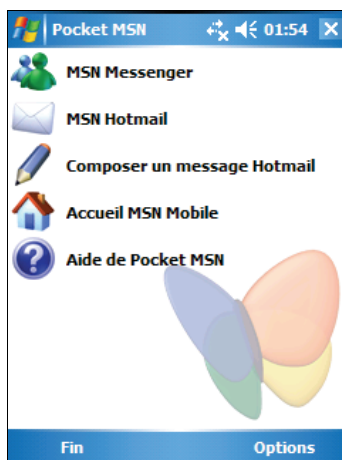 Pocket MSN 01:54
MSN Messenger
MSN Hotmail
Composer un message Hotmail
Accueil MSN Mobile
Aide de Pocket MSN
Fin Options